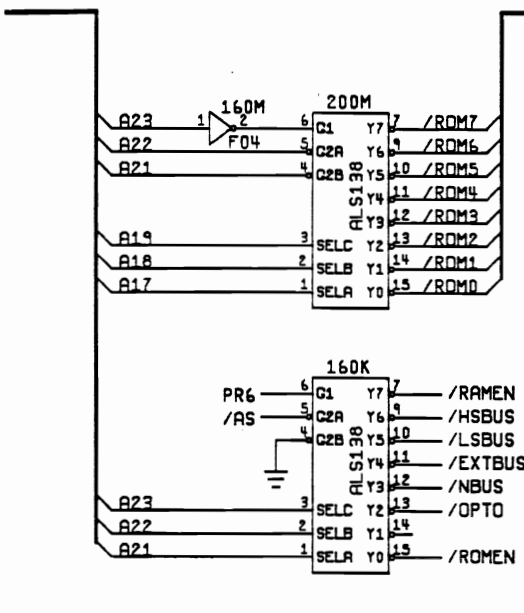 160M 200M
A23 1 2 6 G1 Y7 7 /ROM7
F04
A22 5 G2A Y6 9 /ROM6
A21 4 G2B Y5 10 /ROM5
Y4 11 /ROM4
ALS138
Y3 12 /ROM3
A19 3 SELC Y2 13 /ROM2
A18 2 SELB Y1 14 /ROM1
A17 1 SELA Y0 15 /ROM0
160K
PR6 6 G1 Y7 7 /RAMEN
/AS 5 G2A Y6 9 /HSBUS
4 G2B Y5 10 /LSBUS
Y4 11 /EXTBUS
ALS138
Y3 12 /NBUS
A23 3 SELC Y2 13 /OPTO
A22 2 SELB Y1 14
A21 1 SELA Y0 15 /ROMEN